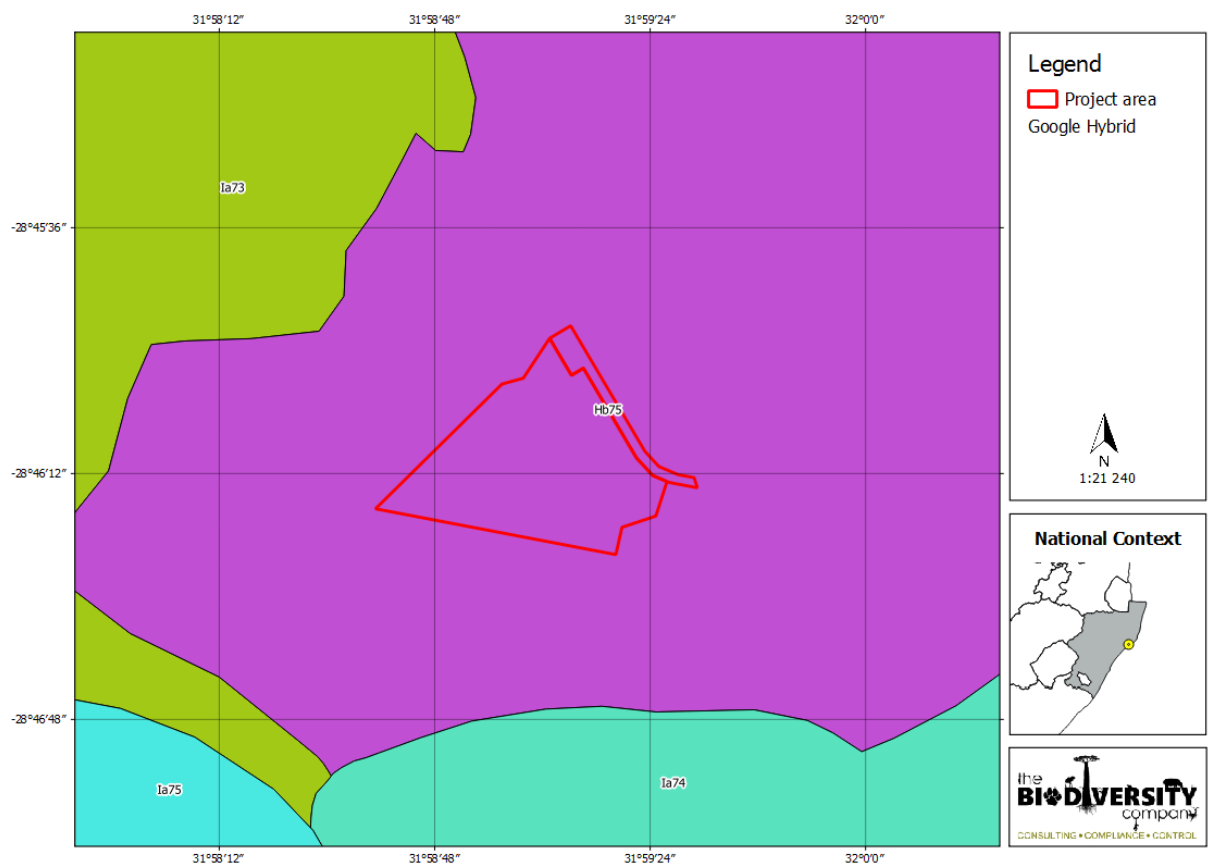 31°58'12" 31°58'48" 31°59'24" 32°0'0"
Legend
Project area
Google Hybrid
Ia73
-28°45'36"
Hb75
-28°46'12"
N
1:21 240
National Context
-28°46'48"
Ia75
Ia74
the
BIODIVERSITY
company
CONSULTING • COMPLIANCE • CONTROL
31°58'12" 31°58'48" 31°59'24" 32°0'0"